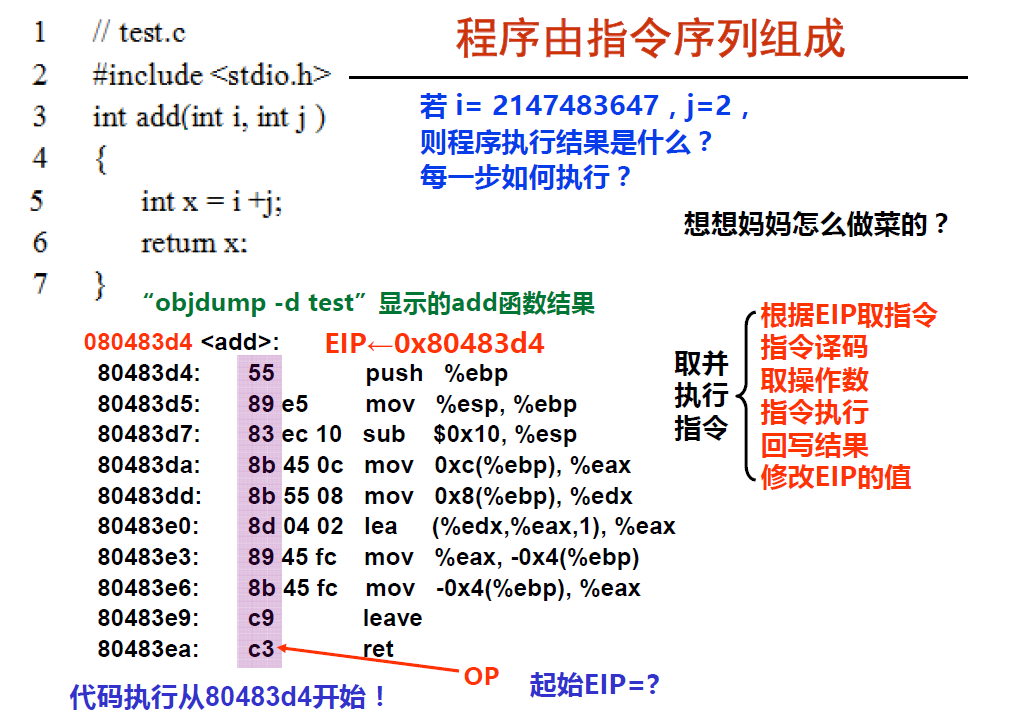 程序由指令序列组成
1 // test.c
2 #include <stdio.h>
3 int add(int i, int j )
4 {
5 int x = i +j;
6 return x:
7 }
若 i= 2147483647，j=2，
则程序执行结果是什么？
每一步如何执行？
想想妈妈怎么做菜的？
“objdump -d test”显示的add函数结果
080483d4 <add>: EIP←0x80483d4
80483d4: 55 push %ebp
80483d5: 89 e5 mov %esp, %ebp
80483d7: 83 ec 10 sub $0x10, %esp
80483da: 8b 45 0c mov 0xc(%ebp), %eax
80483dd: 8b 55 08 mov 0x8(%ebp), %edx
80483e0: 8d 04 02 lea (%edx,%eax,1), %eax
80483e3: 89 45 fc mov %eax, -0x4(%ebp)
80483e6: 8b 45 fc mov -0x4(%ebp), %eax
80483e9: c9 leave
80483ea: c3 ret
OP
代码执行从80483d4开始！
起始EIP=?
取并
执行
指令
根据EIP取指令
指令译码
取操作数
指令执行
回写结果
修改EIP的值